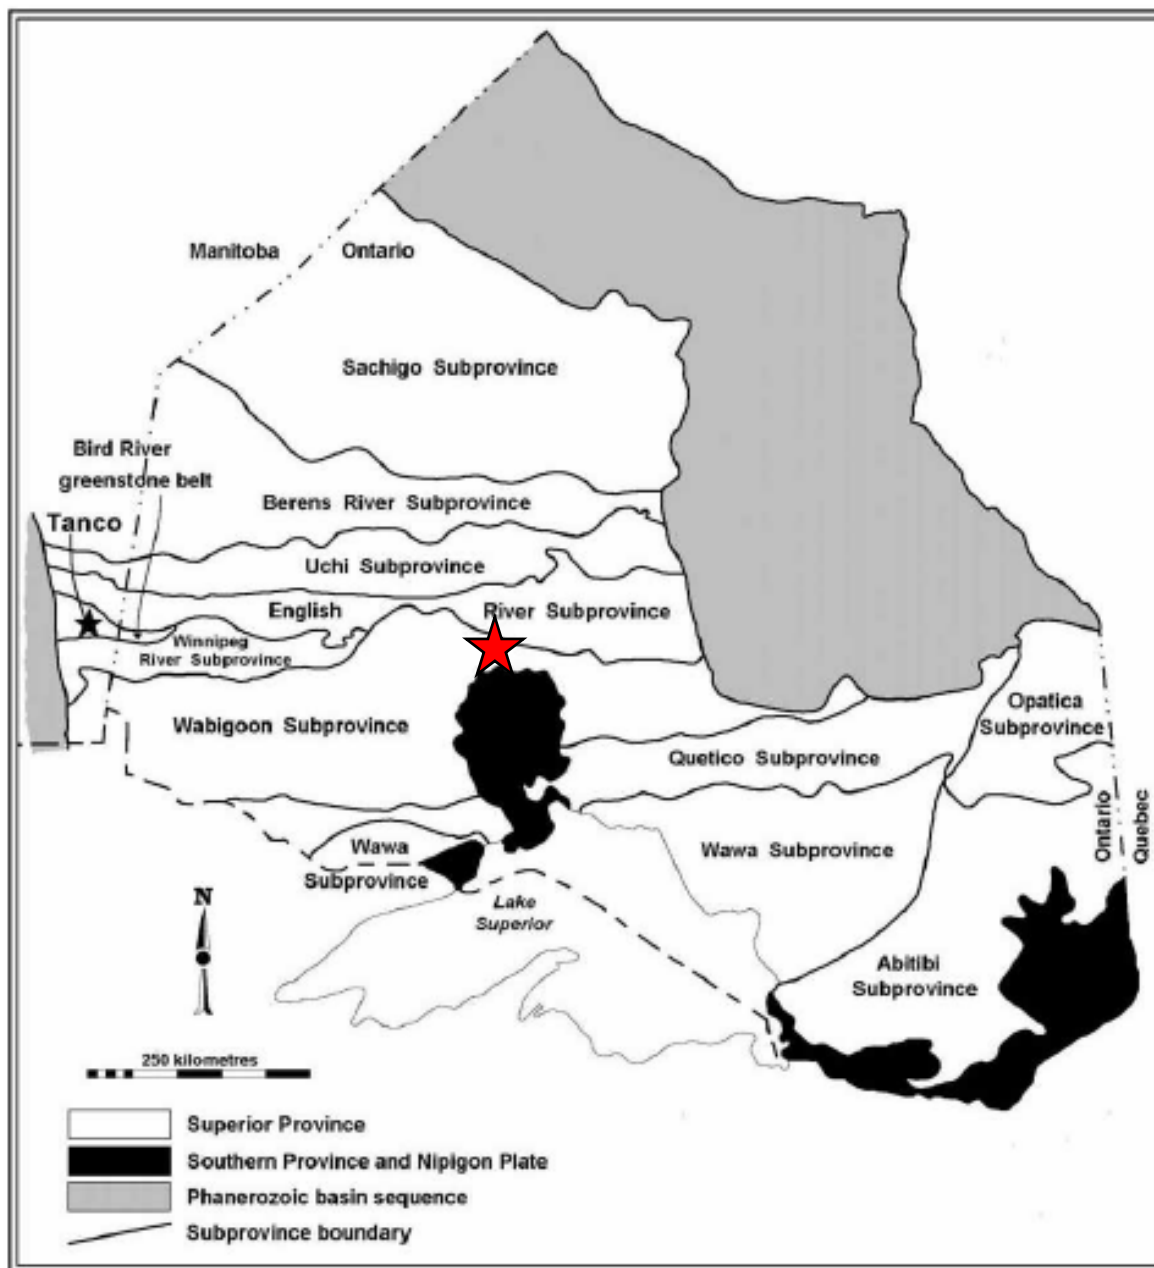 Manitoba
Ontario
Sachigo Subprovince
Bird River
greenstone belt
Berens River Subprovince
Tanco
Uchi Subprovince
English
River Subprovince
Winnipeg
River Subprovince
Wabigoon Subprovince
Opatica
Subprovince
Quetico Subprovince
Ontario
Quebec
Wawa
Subprovince
Wawa Subprovince
N
Lake
Superior
Abitibi
Subprovince
250 kilometres
Superior Province
Southern Province and Nipigon Plate
Phanerozoic basin sequence
Subprovince boundary